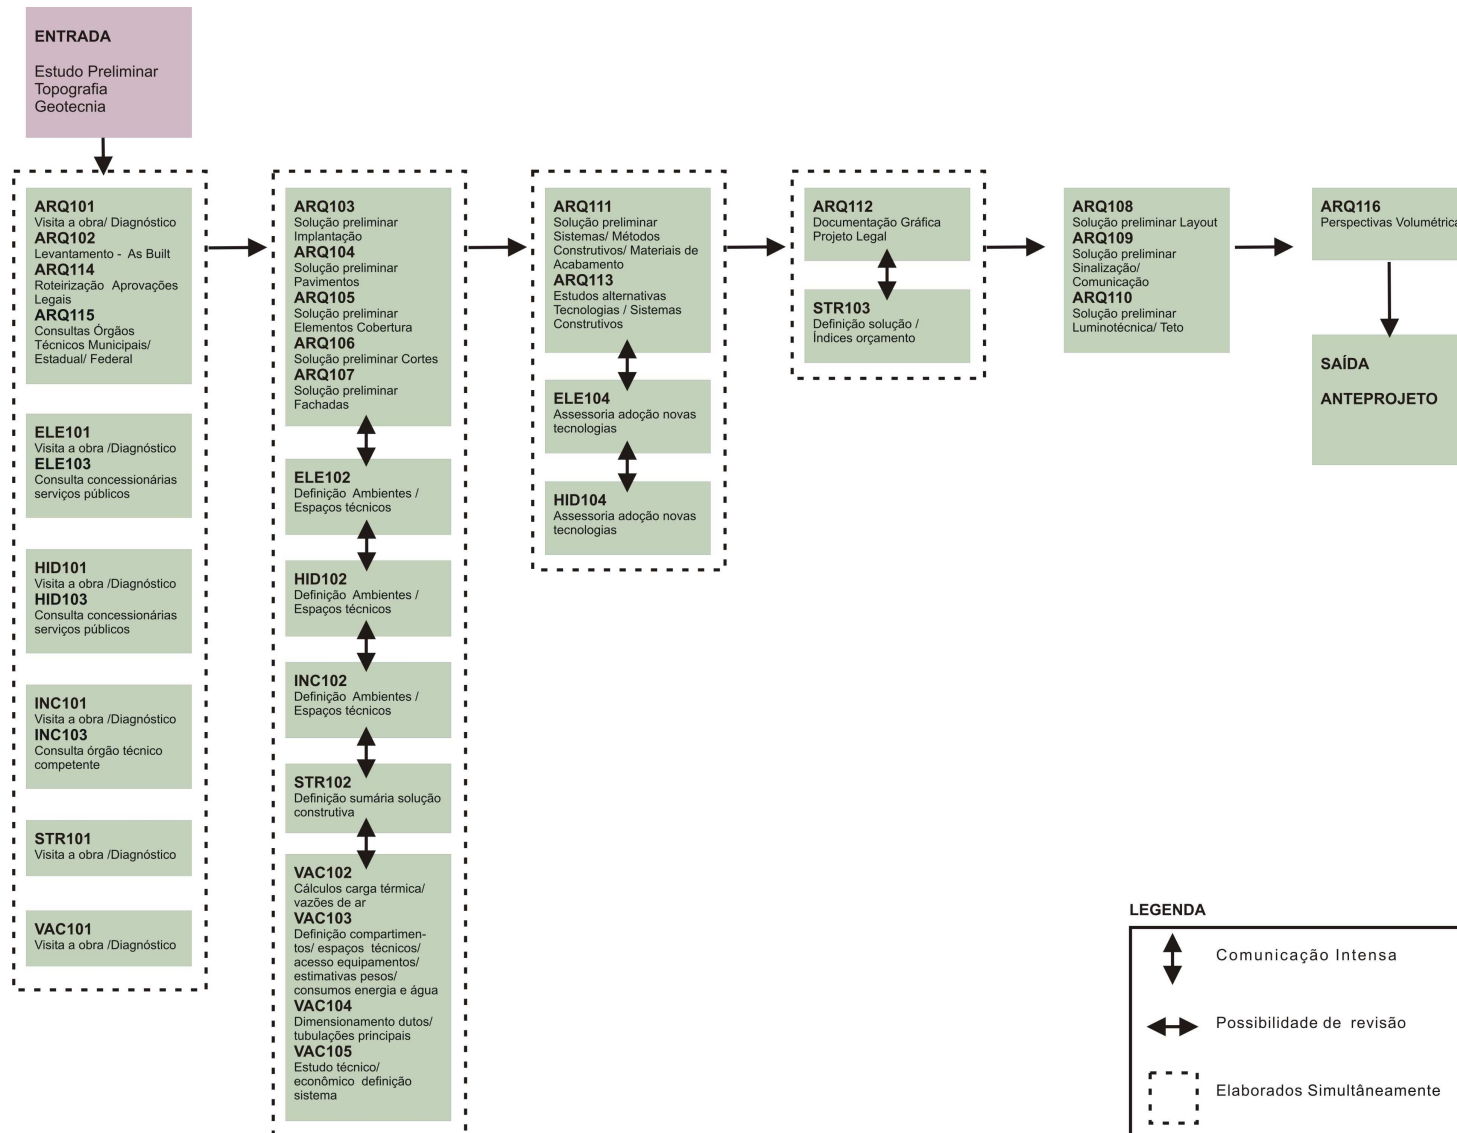 ENTRADA
Estudo Preliminar
Topografia
Geotecnia
ARQ101
Visita a obra/ Diagnóstico
ARQ102
Levantamento - As Built
ARQ114
Roteirização Aprovações
Legais
ARQ115
Consultas Órgãos
Técnicos Municipais/
Estadual/ Federal
ELE101
Visita a obra /Diagnóstico
ELE103
Consulta concessionárias
serviços públicos
HID101
Visita a obra /Diagnóstico
HID103
Consulta concessionárias
serviços públicos
INC101
Visita a obra /Diagnóstico
INC103
Consulta órgão técnico
competente
STR101
Visita a obra /Diagnóstico
VAC101
Visita a obra /Diagnóstico
ARQ103
Solução preliminar
Implantação
ARQ104
Solução preliminar
Pavimentos
ARQ105
Solução preliminar
Elementos Cobertura
ARQ106
Solução preliminar Cortes
ARQ107
Solução preliminar
Fachadas
ELE102
Definição Ambientes /
Espaços técnicos
HID102
Definição Ambientes /
Espaços técnicos
INC102
Definição Ambientes /
Espaços técnicos
STR102
Definição sumária solução
construtiva
VAC102
Cálculos carga térmica/
vazões de ar
VAC103
Definição compartimen-
tos/ espaços técnicos/
acesso equipamentos/
estimativas pesos/
consumos energia e água
VAC104
Dimensionamento dutos/
tubulações principais
VAC105
Estudo técnico/
econômico definição
sistema
ARQ111
Solução preliminar
Sistemas/ Métodos
Construtivos/ Materiais de
Acabamento
ARQ113
Estudos alternativas
Tecnologias / Sistemas
Construtivos
ELE104
Assessoria adoção novas
tecnologias
HID104
Assessoria adoção novas
tecnologias
ARQ112
Documentação Gráfica
Projeto Legal
STR103
Definição solução /
Índices orçamento
ARQ108
Solução preliminar Layout
ARQ109
Solução preliminar
Sinalização/
Comunicação
ARQ110
Solução preliminar
Luminotécnica/ Teto
ARQ116
Perspectivas Volumétrica
SAÍDA
ANTEPROJETO
LEGENDA
Comunicação Intensa
Possibilidade de revisão
Elaborados Simultâneamente